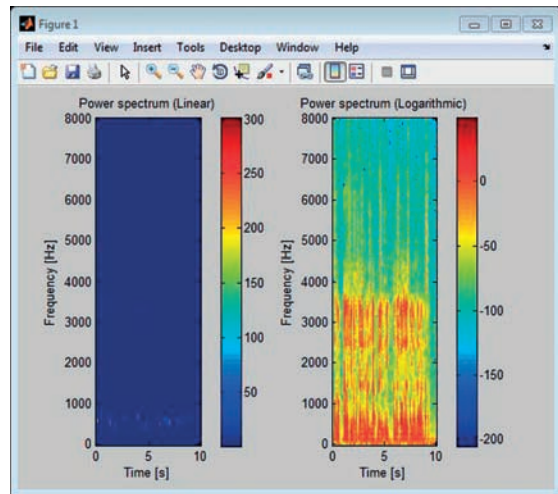 Figure 1
File Edit View Insert Tools Desktop Window Help
Power spectrum (Linear)
8000
7000
6000
5000
4000
3000
2000
1000
0
Frequency [Hz]
0 5 10
Time [s]
300
250
200
150
100
50
Power spectrum (Logarithmic)
8000
7000
6000
5000
4000
3000
2000
1000
0
Frequency [Hz]
0 5 10
Time [s]
0
-50
-100
-150
-200